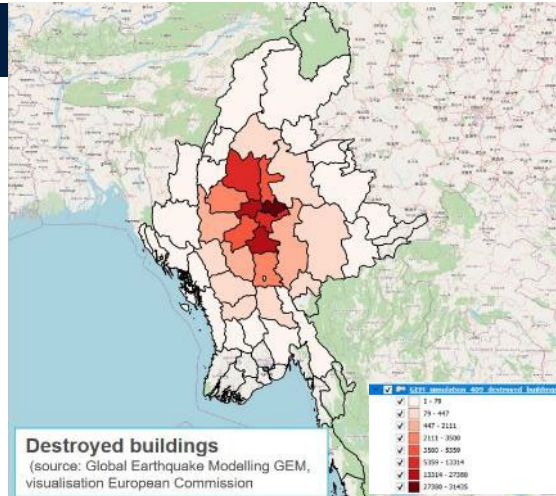 GEM simulation 409 destroyed buildings
1 - 79
79 - 447
447 - 2111
2111 - 3500
3500 - 5359
5359 - 13314
13314 - 27380
27380 - 31435
Destroyed buildings
(source: Global Earthquake Modelling GEM,
visualisation European Commission